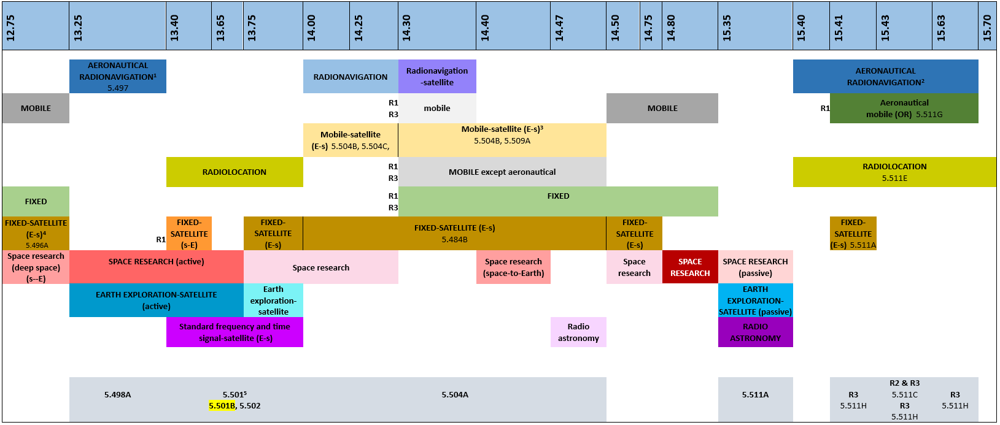 12.75
13.25
13.40
13.65
13.75
14.00
14.25
14.30
14.40
14.47
14.50
14.75
14.80
15.35
15.40
15.41
15.43
15.63
15.70
AERONAUTICAL
RADIONAVIGATION¹
5.497
RADIONAVIGATION
Radionavigation
-satellite
AERONAUTICAL
RADIONAVIGATION²
MOBILE
R1
R3
mobile
MOBILE
R1
Aeronautical
mobile (OR) 5.511G
Mobile-satellite
(E-s) 5.504B, 5.504C,
Mobile-satellite (E-s)³
5.504B, 5.509A
RADIOLOCATION
R1
R3
MOBILE except aeronautical
RADIOLOCATION
5.511E
FIXED
R1
R3
FIXED
FIXED-SATELLITE
(E-s)⁴
5.496A
R1
FIXED-
SATELLITE
(s-E)
FIXED-
SATELLITE
(E-s)
FIXED-SATELLITE (E-s)
5.484B
FIXED-
SATELLITE
(E-s)
FIXED-
SATELLITE
(E-s) 5.511A
Space research
(deep space)
(s--E)
SPACE RESEARCH (active)
Space research
Space research
(space-to-Earth)
Space
research
SPACE
RESEARCH
SPACE RESEARCH
(passive)
EARTH EXPLORATION-SATELLITE
(active)
Earth
exploration-
satellite
EARTH
EXPLORATION-
SATELLITE (passive)
Standard frequency and time
signal-satellite (E-s)
Radio
astronomy
RADIO
ASTRONOMY
5.498A
5.501⁵
5.501B, 5.502
5.504A
5.511A
R3
5.511H
R2 & R3
5.511C
R3
5.511H
R3
5.511H